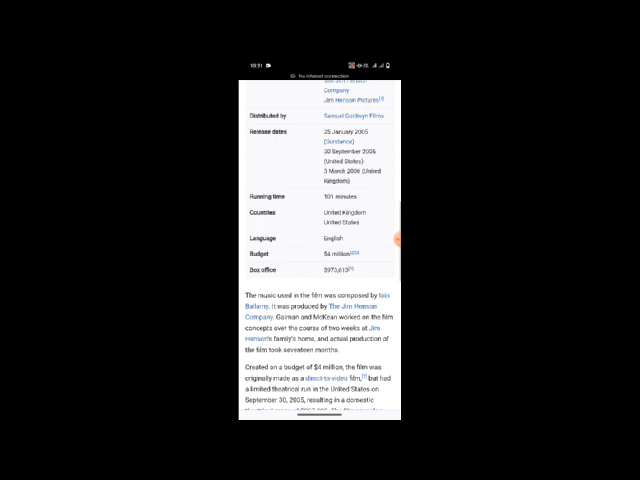 10:31
No internet connection
Company
Jim Henson Pictures[1]
Distributed by Samuel Goldwyn Films
Release dates 25 January 2005
(Sundance)
30 September 2005
(United States)
3 March 2006 (United
Kingdom)
Running time 101 minutes
Countries United Kingdom
United States
Language English
Budget $4 million
Box office $973,613
The music used in the film was composed by Iain
Ballamy. It was produced by The Jim Henson
Company. Gaiman and McKean worked on the film
concepts over the course of two weeks at Jim
Henson's family's home, and actual production of
the film took seventeen months.
Created on a budget of $4 million, the film was
originally made as a direct-to-video film, but had
a limited theatrical run in the United States on
September 30, 2005, resulting in a domestic